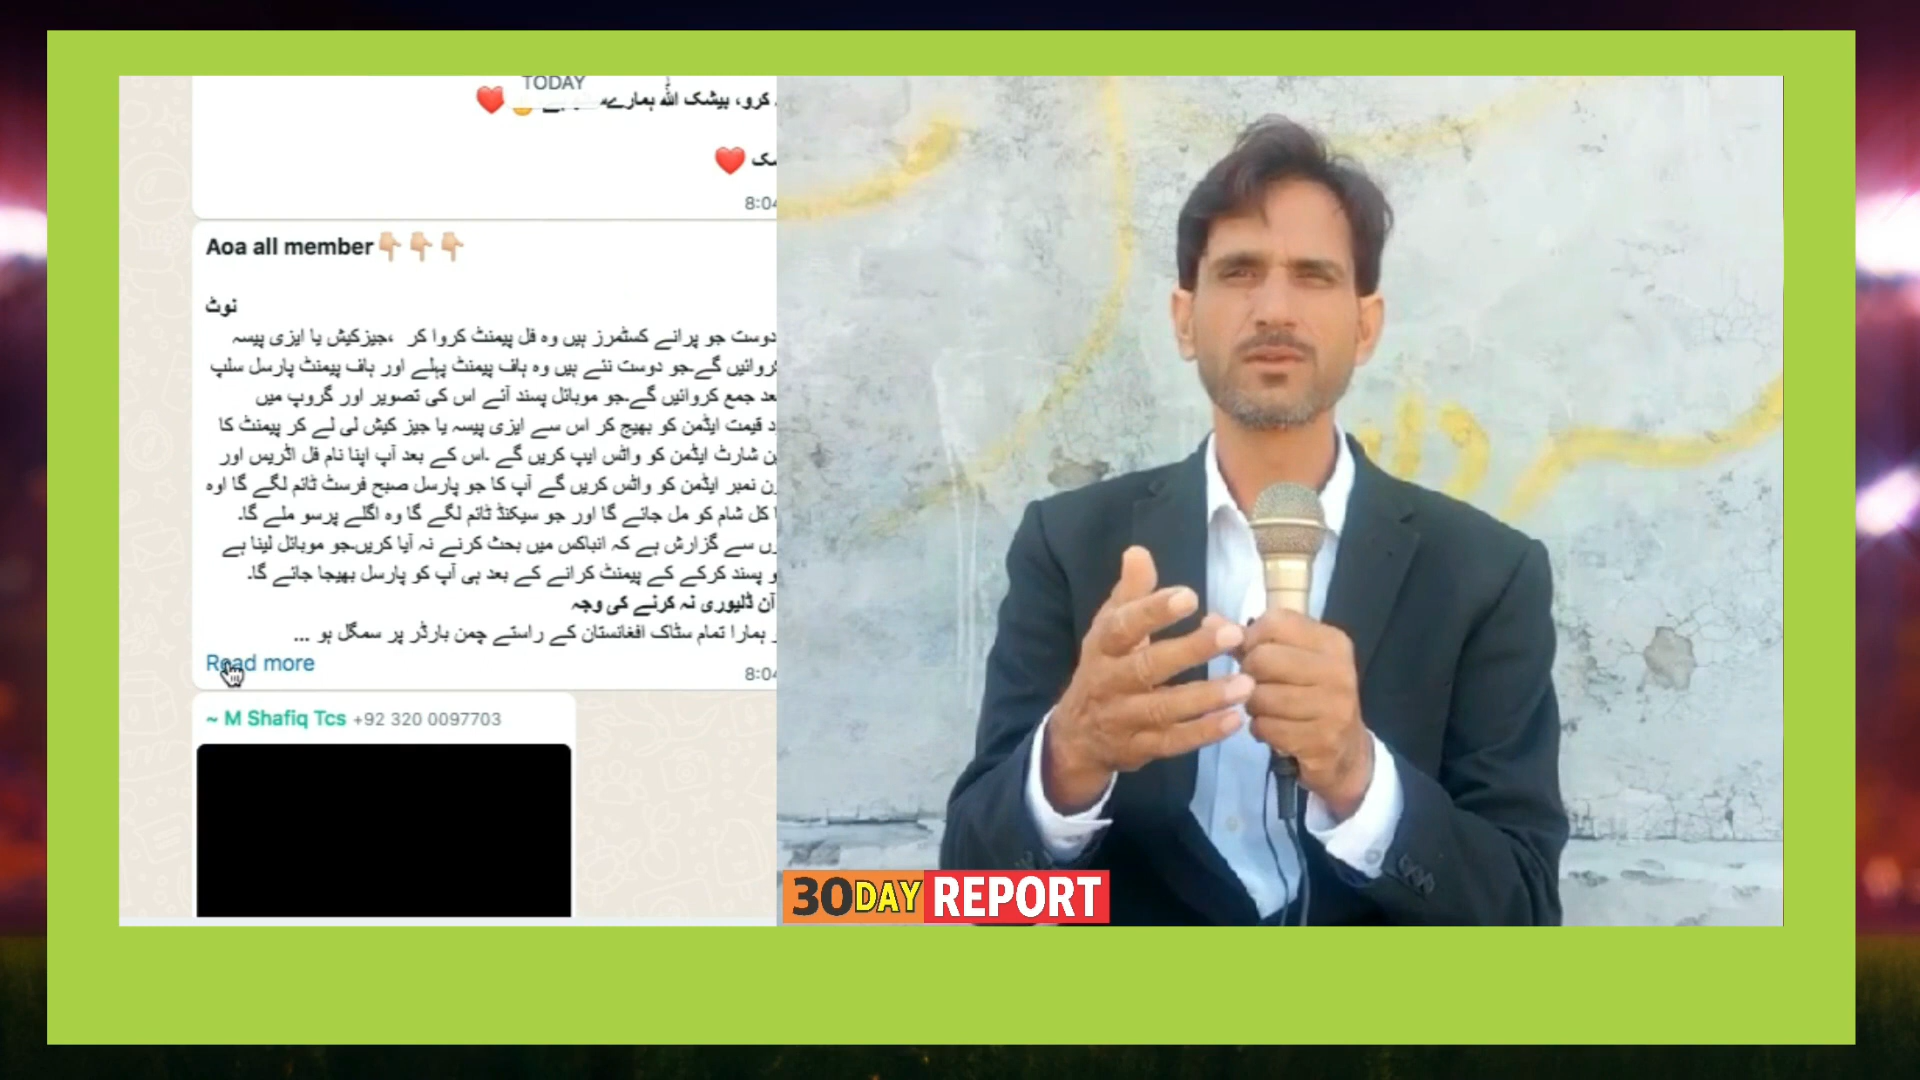 TODAY
کرو، بیشک اللہ ہمارے
❤️
8:04
Aoa all member👇🏻👇🏻👇🏻
نوٹ
دوست جو پرانے کسٹمرز ہیں وہ فل پیمنٹ کروا کر ،جیزکیش یا ایزی پیسہ
کروائیں گے۔جو دوست نئے ہیں وہ ہاف پیمنٹ پہلے اور ہاف پیمنٹ پارسل سلپ
جمع کروائیں گے۔جو موبائل پسند آئے اس کی تصویر اور گروپ میں
قیمت ایڈمن کو بھیج کر اس سے ایزی پیسہ یا جیز کیش لی لے کر پیمنٹ کا
شارٹ ایڈمن کو واٹس ایپ کریں گے ۔اس کے بعد آپ اپنا نام فل اڈریس اور
نمبر ایڈمن کو واٹس کریں گے آپ کا جو پارسل صبح فرسٹ ٹائم لگے گا اوہ
کل شام کو مل جائے گا اور جو سیکنڈ ٹائم لگے گا وہ اگلے پرسو ملے گا۔
سے گزارش ہے کہ انباکس میں بحث کرنے نہ آیا کریں۔جو موبائل لینا ہے
پسند کرکے کے پیمنٹ کرانے کے بعد ہی آپ کو پارسل بھیجا جائے گا۔
آن ڈلیوری نہ کرنے کی وجہ
ہمارا تمام سٹاک افغانستان کے راستے چمن بارڈر پر سمگل ہو ...
Read more
8:04
~ M Shafiq Tcs +92 320 0097703
30DAY REPORT